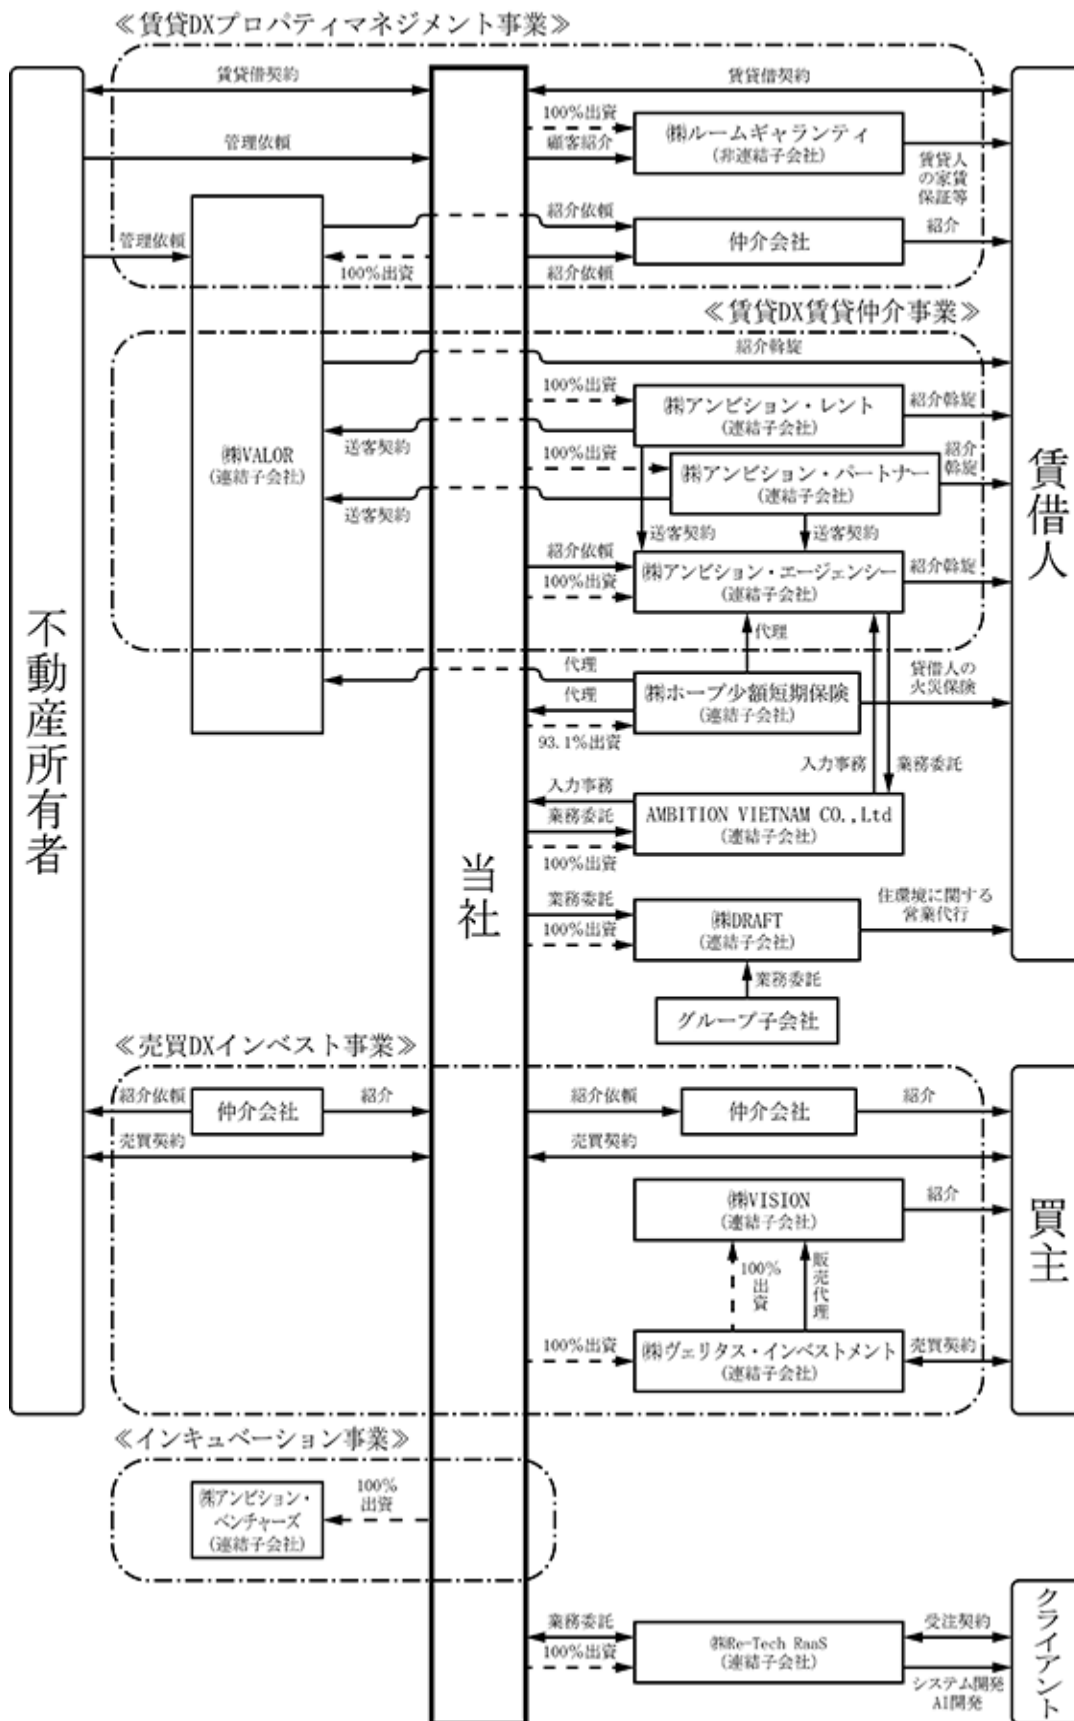 ≪賃貸DXプロパティマネジメント事業≫
賃貸借契約
賃貸借契約
100%出資
㈱ルームギャランティ
(非連結子会社)
顧客紹介
管理依頼
賃貸人
の家賃
保証等
紹介依頼
仲介会社
紹介
管理依頼
100%出資
紹介依頼
≪賃貸DX賃貸仲介事業≫
紹介斡旋
100%出資
㈱アンビション・レント
(連結子会社)
紹介斡旋
㈱VALOR
(連結子会社)
送客契約
100%出資
㈱アンビション・パートナー
(連結子会社)
紹介
斡旋
送客契約
送客契約
送客契約
紹介依頼
100%出資
㈱アンビション・エージェンシー
(連結子会社)
紹介斡旋
代理
代理
代理
㈱ホープ少額短期保険
(連結子会社)
賃借人の
火災保険
93.1%出資
入力事務
業務委託
入力事務
業務委託
AMBITION VIETNAM CO.,Ltd
(連結子会社)
100%出資
業務委託
100%出資
㈱DRAFT
(連結子会社)
住環境に関する
営業代行
業務委託
グループ子会社
不動産所有者
当社
賃借人
≪売買DXインベスト事業≫
紹介依頼
仲介会社
紹介
紹介依頼
仲介会社
紹介
売買契約
売買契約
㈱VISION
(連結子会社)
紹介
100%
出資
販売代理
100%出資
㈱ヴェリタス・インベストメント
(連結子会社)
売買契約
買主
≪インキュベーション事業≫
㈱アンビション・
ベンチャーズ
(連結子会社)
100%
出資
業務委託
100%出資
㈱Re-Tech RaaS
(連結子会社)
受注契約
システム開発
AI開発
クライアント